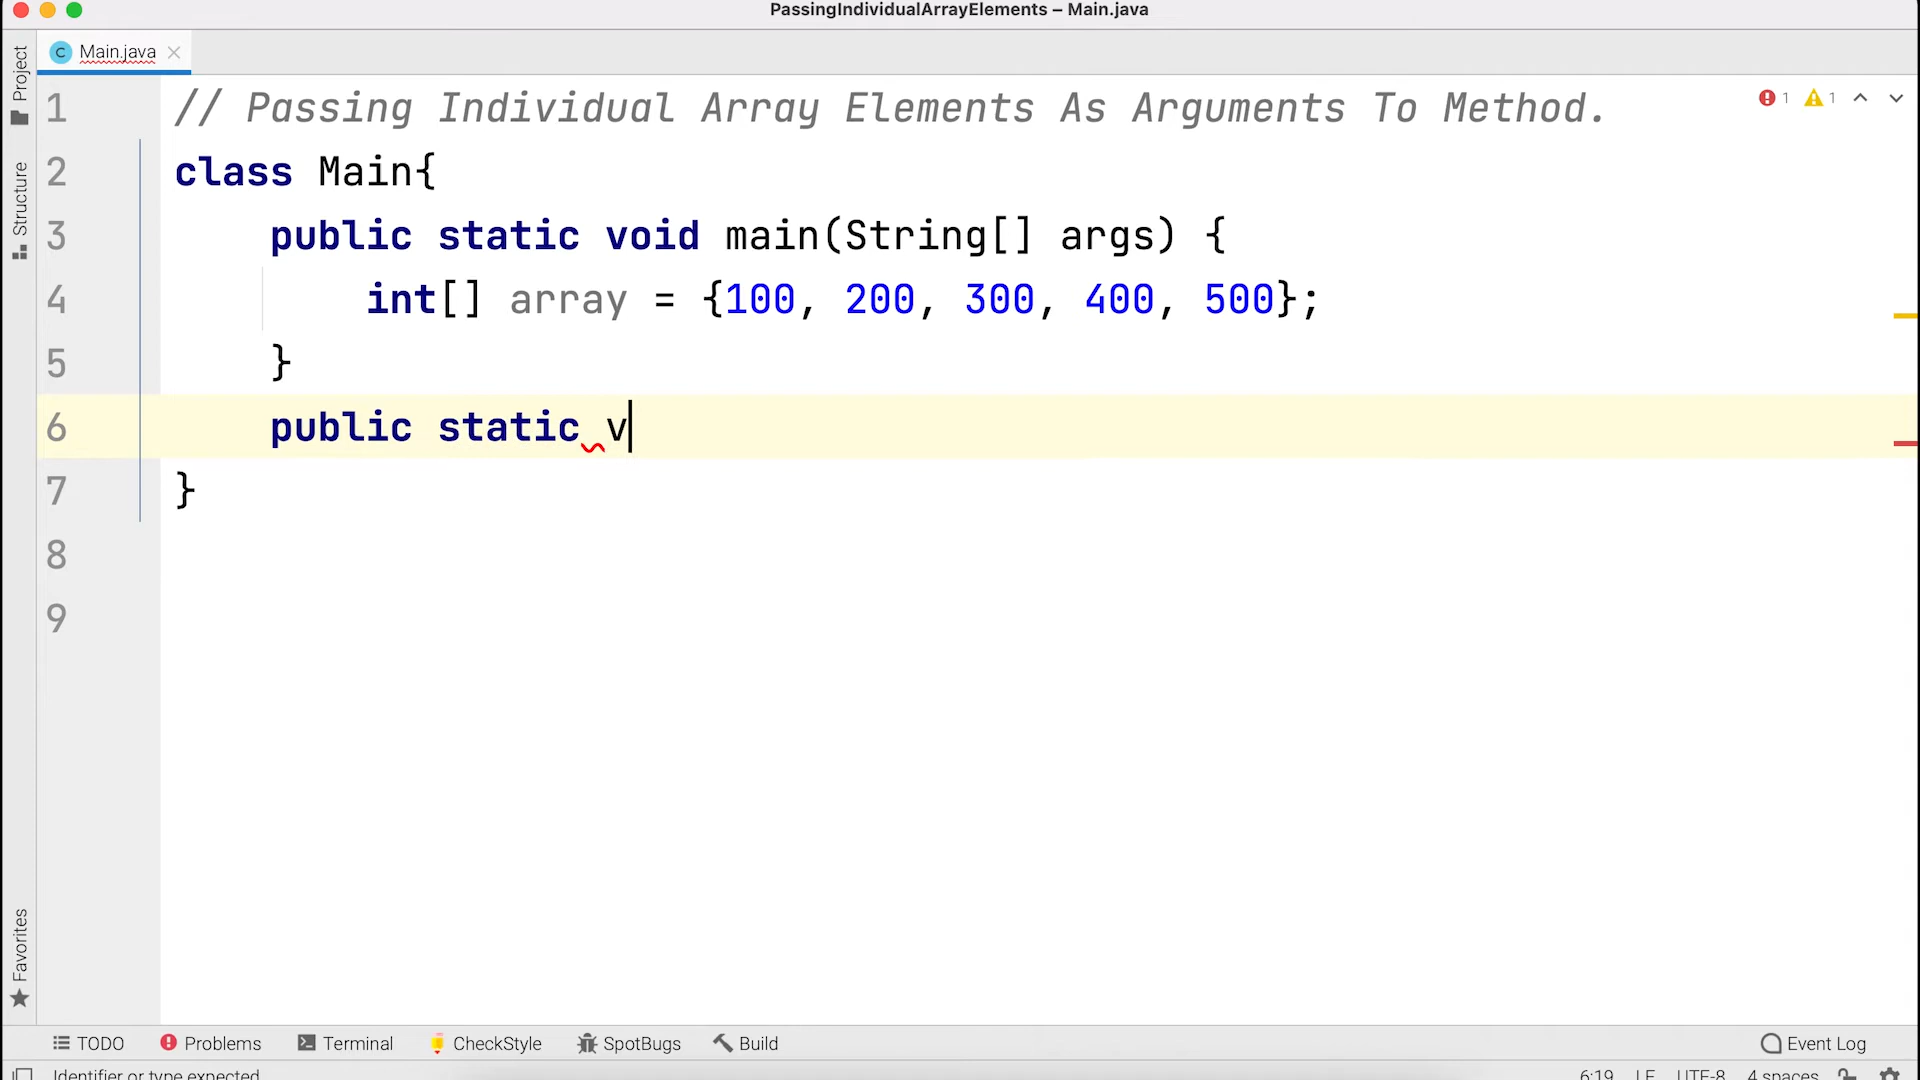 PassingIndividualArrayElements – Main.java
Main.java
Project
Structure
Favorites
1 // Passing Individual Array Elements As Arguments To Method.
1 1
2 class Main{
3 public static void main(String[] args) {
4 int[] array = {100, 200, 300, 400, 500};
5 }
6 public static v
7 }
8
9
TODO Problems Terminal CheckStyle SpotBugs Build Event Log
Identifier or type expected 6:19 LF UTF-8 4 spaces